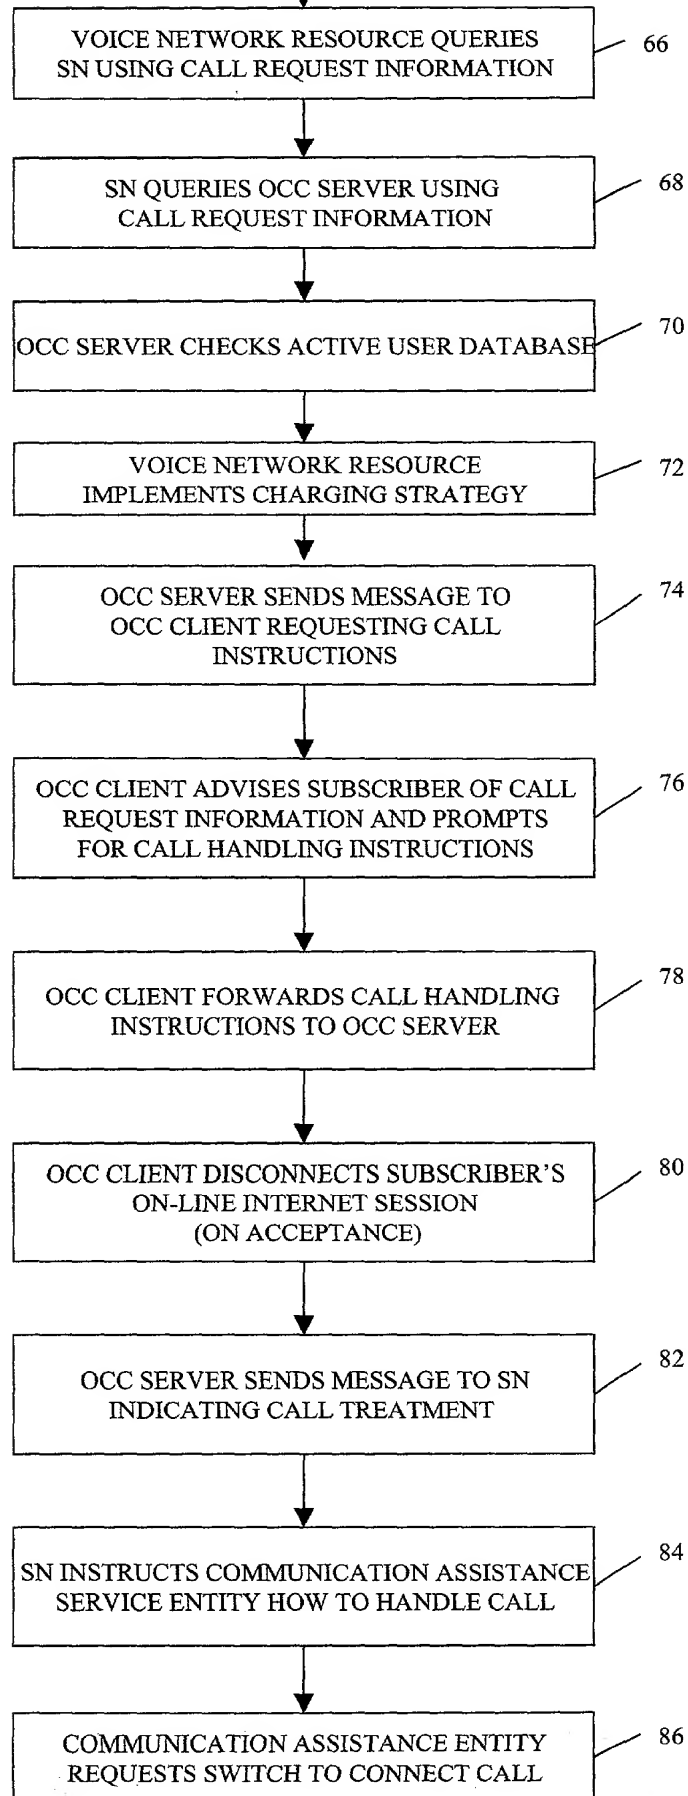 VOICE NETWORK RESOURCE QUERIES
SN USING CALL REQUEST INFORMATION
66
SN QUERIES OCC SERVER USING
CALL REQUEST INFORMATION
68
OCC SERVER CHECKS ACTIVE USER DATABASE
70
VOICE NETWORK RESOURCE
IMPLEMENTS CHARGING STRATEGY
72
OCC SERVER SENDS MESSAGE TO
OCC CLIENT REQUESTING CALL
INSTRUCTIONS
74
OCC CLIENT ADVISES SUBSCRIBER OF CALL
REQUEST INFORMATION AND PROMPTS
FOR CALL HANDLING INSTRUCTIONS
76
OCC CLIENT FORWARDS CALL HANDLING
INSTRUCTIONS TO OCC SERVER
78
OCC CLIENT DISCONNECTS SUBSCRIBER'S
ON-LINE INTERNET SESSION
(ON ACCEPTANCE)
80
OCC SERVER SENDS MESSAGE TO SN
INDICATING CALL TREATMENT
82
SN INSTRUCTS COMMUNICATION ASSISTANCE
SERVICE ENTITY HOW TO HANDLE CALL
84
COMMUNICATION ASSISTANCE ENTITY
REQUESTS SWITCH TO CONNECT CALL
86